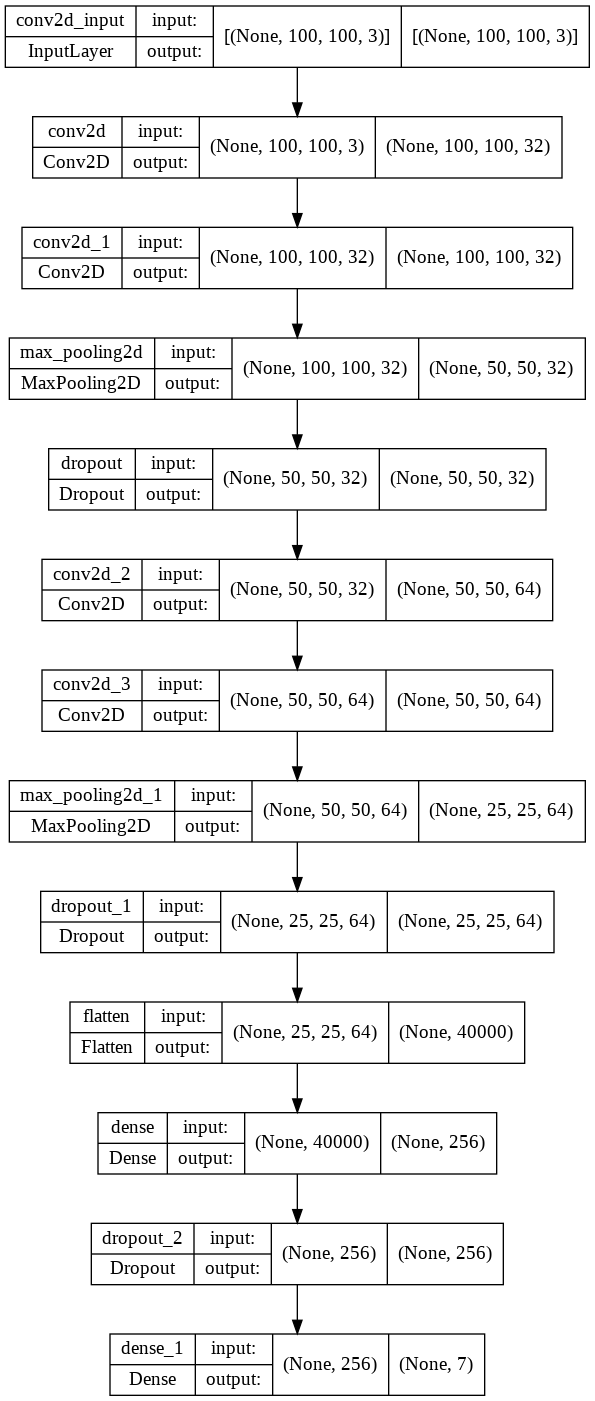 conv2d_input input: [(None, 100, 100, 3)] [(None, 100, 100, 3)]
InputLayer output:
conv2d input: (None, 100, 100, 3) (None, 100, 100, 32)
Conv2D output:
conv2d_1 input: (None, 100, 100, 32) (None, 100, 100, 32)
Conv2D output:
max_pooling2d input: (None, 100, 100, 32) (None, 50, 50, 32)
MaxPooling2D output:
dropout input: (None, 50, 50, 32) (None, 50, 50, 32)
Dropout output:
conv2d_2 input: (None, 50, 50, 32) (None, 50, 50, 64)
Conv2D output:
conv2d_3 input: (None, 50, 50, 64) (None, 50, 50, 64)
Conv2D output:
max_pooling2d_1 input: (None, 50, 50, 64) (None, 25, 25, 64)
MaxPooling2D output:
dropout_1 input: (None, 25, 25, 64) (None, 25, 25, 64)
Dropout output:
flatten input: (None, 25, 25, 64) (None, 40000)
Flatten output:
dense input: (None, 40000) (None, 256)
Dense output:
dropout_2 input: (None, 256) (None, 256)
Dropout output:
dense_1 input: (None, 256) (None, 7)
Dense output: